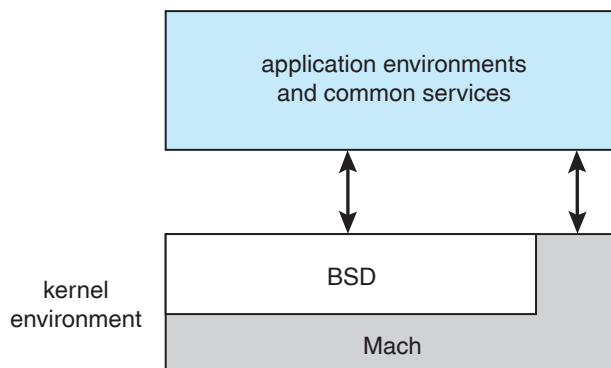 application environments
and common services
BSD
kernel
environment
Mach